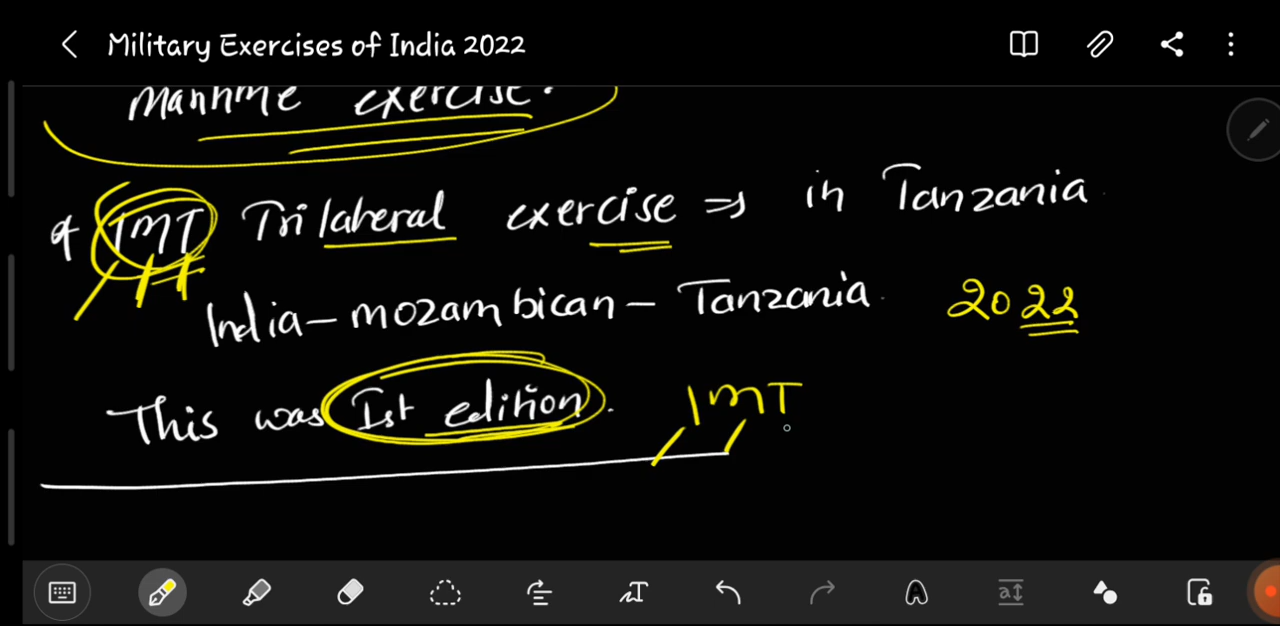 Military Exercises of India 2022
exercise.
IMT Trilateral exercise ⇒ in Tanzania
India - mozambican - Tanzania. 2022
This was Ist edition. IMT